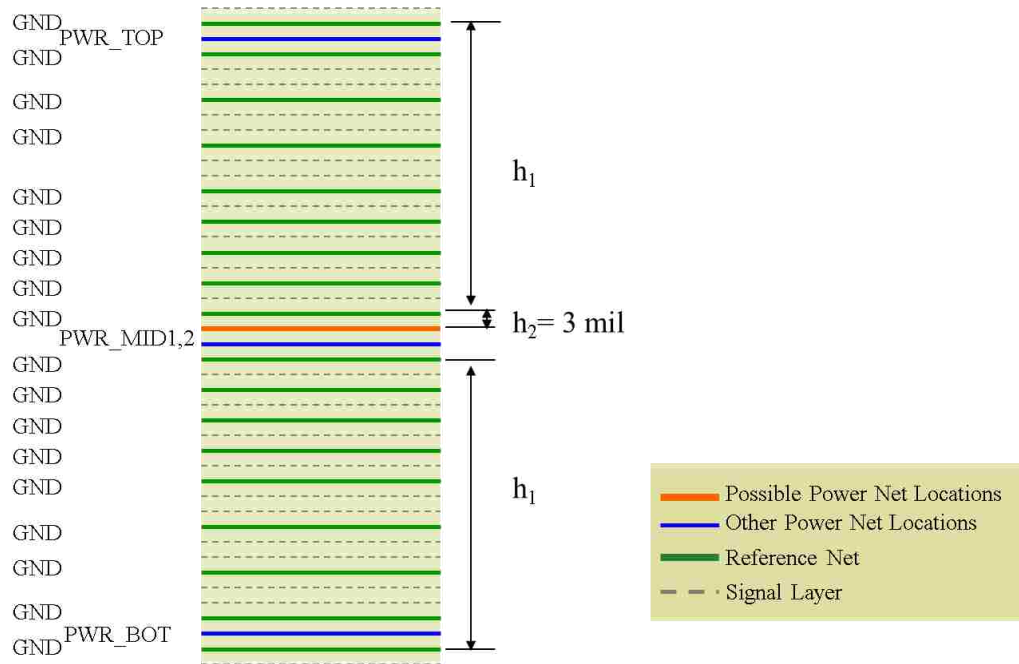 GND
PWR_TOP
GND
GND
GND
GND
GND
GND
GND
GND
PWR_MID1,2
GND
GND
GND
GND
GND
GND
GND
GND
PWR_BOT
GND
h1
h2= 3 mil
h1
Possible Power Net Locations
Other Power Net Locations
Reference Net
Signal Layer